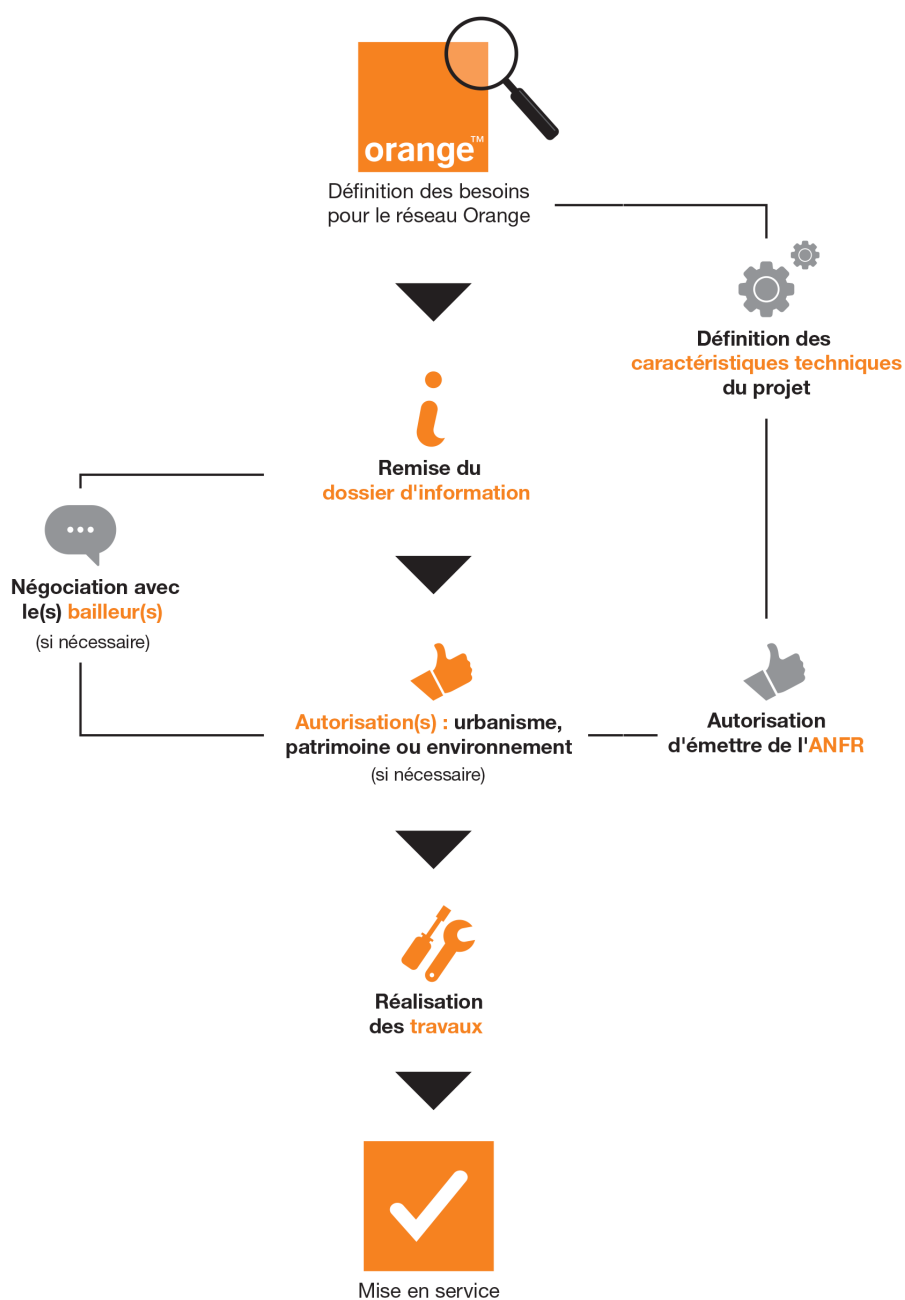 orange™
Définition des besoins
pour le réseau Orange
Définition des
caractéristiques techniques
du projet
Remise du
dossier d'information
Négociation avec
le(s) bailleur(s)
(si nécessaire)
Autorisation(s) : urbanisme,
patrimoine ou environnement
(si nécessaire)
Autorisation
d'émettre de l'ANFR
Réalisation
des travaux
Mise en service